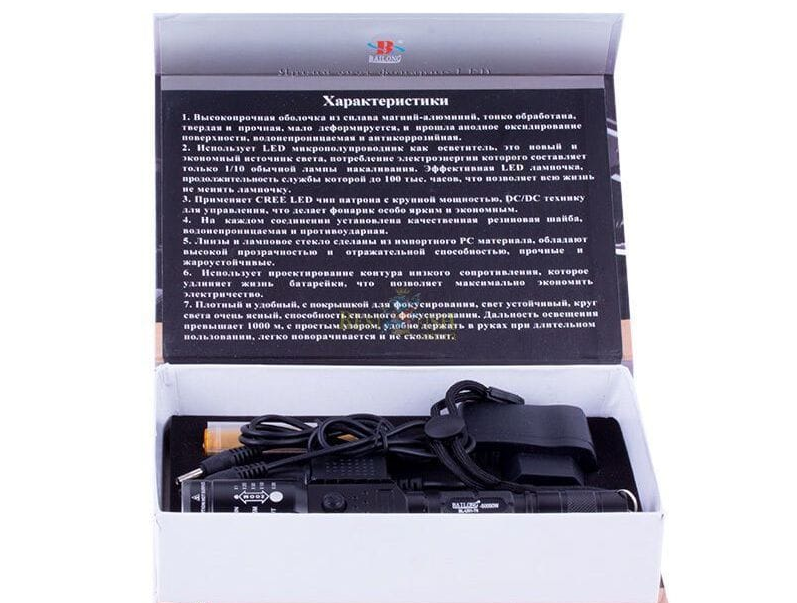 BAILONG
Характеристики
1. Высокопрочная оболочка из сплава магний-алюминий, тонко обработана,
твердая и прочная, мало деформируется, и прошла анодное оксилирование
поверхности, водонепроницаемая и антикоррозийная.
2. Использует LED микрополупроводник как осветитель, это новый и
экономный источник света, потребление электроэнергии которого составляет
только 1/10 обычной лампы накаливания. Эффективная LED лампочка,
продолжительность службы которой до 100 тыс. часов, что позволяет всю жизнь
не менять лампочку.
3. Применяет CREE LED чип патрона с крупной мощностью, DC/DC технику
для управления, что делает фонарик особо ярким и экономным.
4. На каждом соединении установлена качественная резиновая шайба,
водонепроницаемая и противоударная.
5. Линзы и ламповое стекло сделаны из импортного PC материала, обладают
высокой прозрачностью и отражательной способностью, прочные и
жароустойчивые.
6. Использует проектирование контура низкого сопротивления, которое
удлиняет жизнь батарейки, что позволяет максимально экономить
электричество.
7. Плотный и удобный, с покрышкой для фокусирования, свет устойчивый, круг
света очень ясный, способность сильного фокусирования. Дальность освещения
превышает 1000 м, с простым узором, удобно держать в руках при длительном
пользовании, легко поворачивается и не скользит.
MODE
BAILONG -60000W